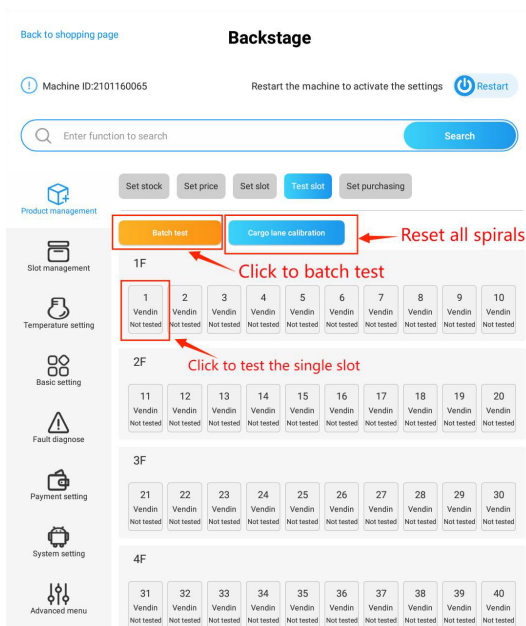 Back to shopping page
Backstage
Machine ID:2101160065
Restart the machine to activate the settings
Restart
Enter function to search
Search
Product management
Set stock
Set price
Set slot
Test slot
Set purchasing
Batch test
Cargo lane calibration
Reset all spirals
Click to batch test
Slot management
1F
1 2 3 4 5 6 7 8 9 10
Vendin Vendin Vendin Vendin Vendin Vendin Vendin Vendin Vendin Vendin
Not tested Not tested Not tested Not tested Not tested Not tested Not tested Not tested Not tested Not tested
Temperature setting
Click to test the single slot
2F
Basic setting
11 12 13 14 15 16 17 18 19 20
Vendin Vendin Vendin Vendin Vendin Vendin Vendin Vendin Vendin Vendin
Not tested Not tested Not tested Not tested Not tested Not tested Not tested Not tested Not tested Not tested
Fault diagnose
3F
Payment setting
21 22 23 24 25 26 27 28 29 30
Vendin Vendin Vendin Vendin Vendin Vendin Vendin Vendin Vendin Vendin
Not tested Not tested Not tested Not tested Not tested Not tested Not tested Not tested Not tested Not tested
System setting
4F
Advanced menu
31 32 33 34 35 36 37 38 39 40
Vendin Vendin Vendin Vendin Vendin Vendin Vendin Vendin Vendin Vendin
Not tested Not tested Not tested Not tested Not tested Not tested Not tested Not tested Not tested Not tested